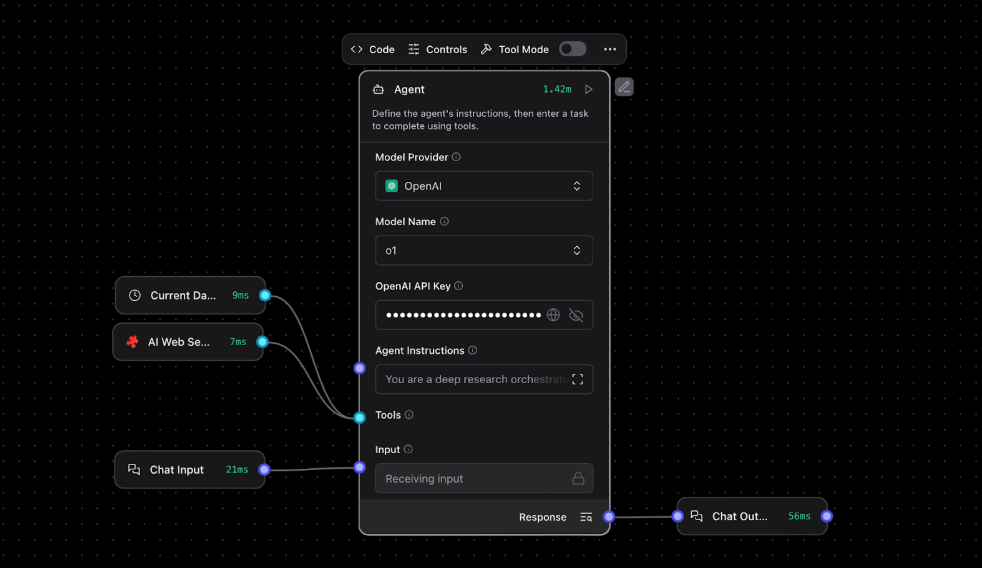 Code
Controls
Tool Mode
Agent
1.42m
Define the agent's instructions, then enter a task
to complete using tools.
Model Provider
OpenAI
Model Name
o1
OpenAI API Key
Current Da...
9ms
AI Web Se...
7ms
Agent Instructions
You are a deep research orchestrat
Tools
Input
Chat Input
21ms
Receiving input
Response
Chat Out...
56ms